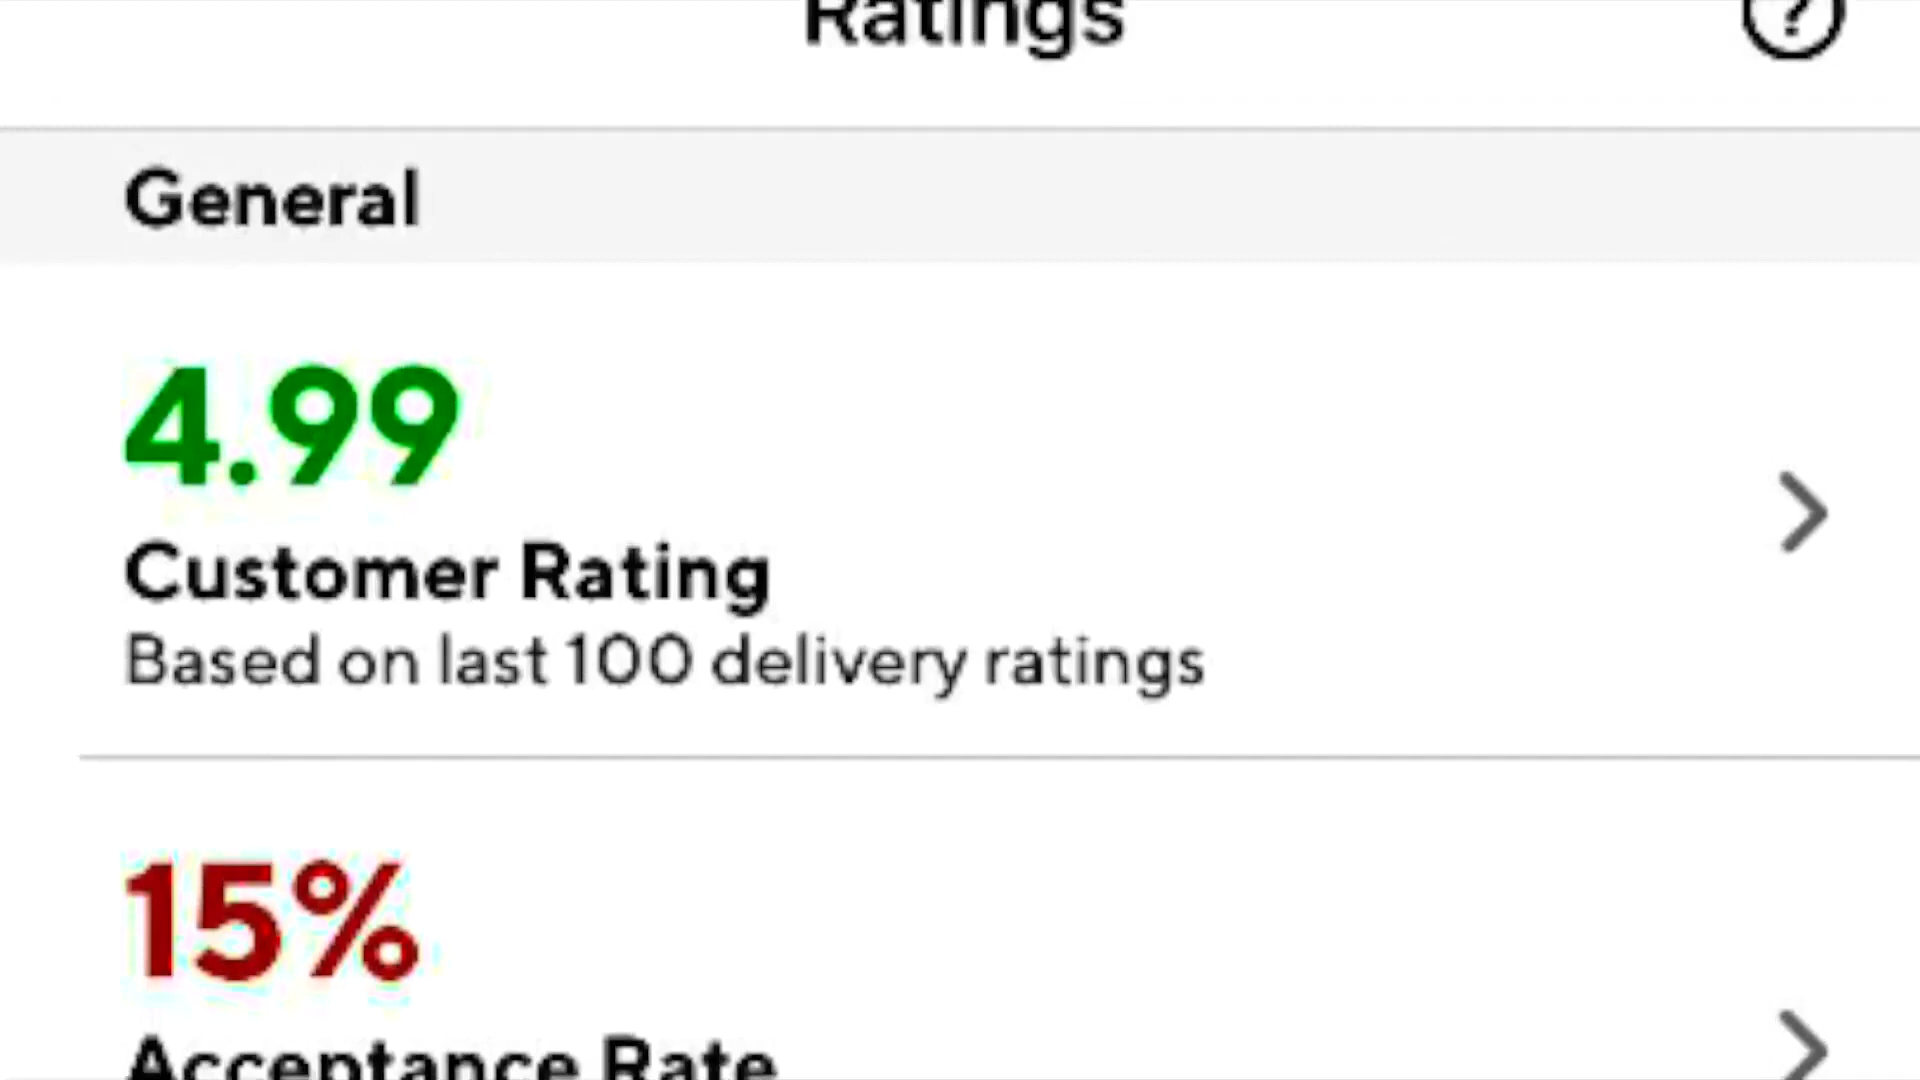 Ratings
General
4.99
Customer Rating
Based on last 100 delivery ratings
15%
Acceptance Rate